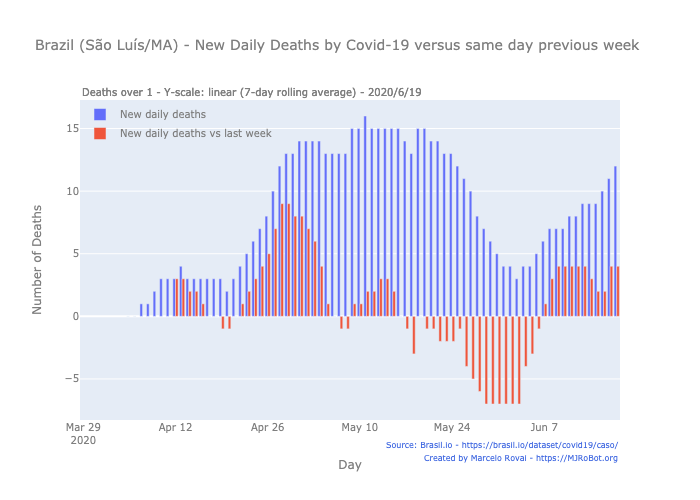 Brazil (São Luís/MA) - New Daily Deaths by Covid-19 versus same day previous week
Deaths over 1 - Y-scale: linear (7-day rolling average) - 2020/6/19
New daily deaths
New daily deaths vs last week
15
10
5
0
−5
Number of Deaths
Mar 29 Apr 12 Apr 26 May 10 May 24 Jun 7
2020
Source: Brasil.io - https://brasil.io/dataset/covid19/caso/
Created by Marcelo Rovai - https://MJRoBot.org
Day